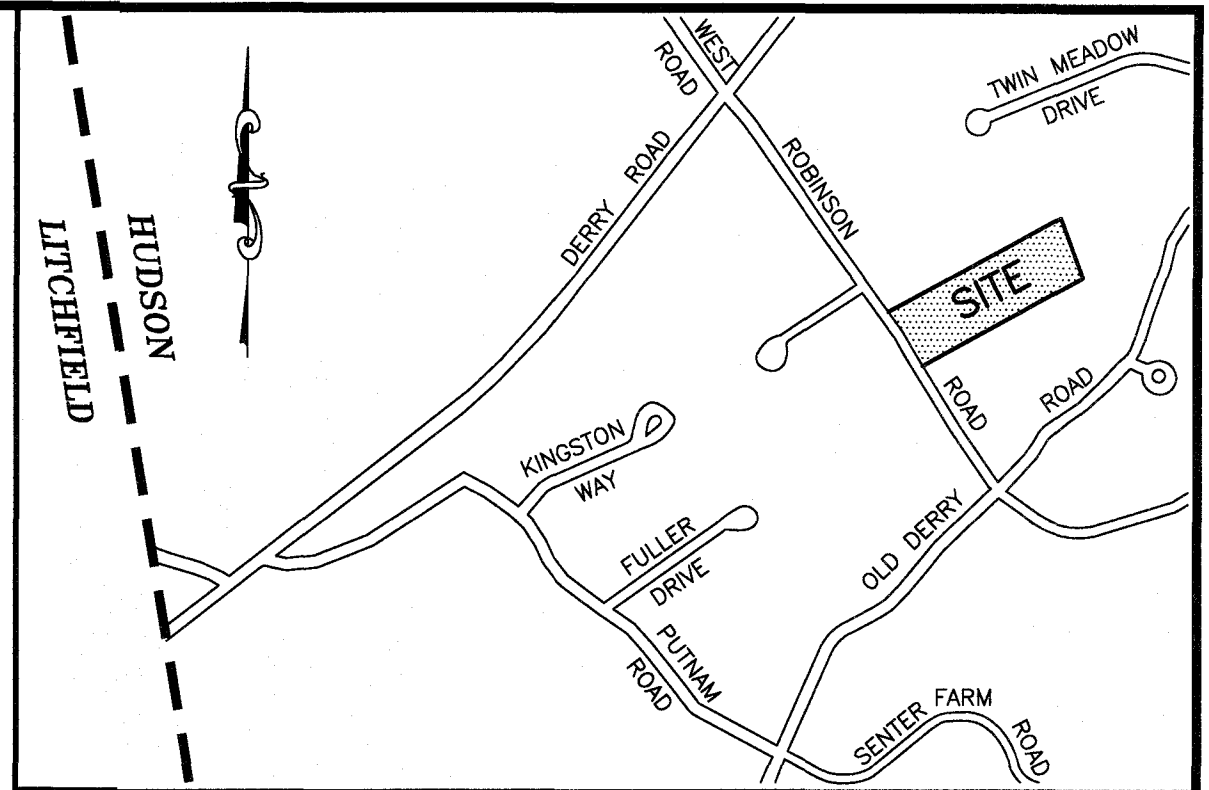 WEST
ROAD
TWIN MEADOW
DRIVE
DERRY ROAD
ROBINSON
ROAD
SITE
HUDSON
LITCHFIELD
KINGSTON
WAY
FULLER
DRIVE
OLD DERRY ROAD
PUTNAM
ROAD
SENTER FARM ROAD